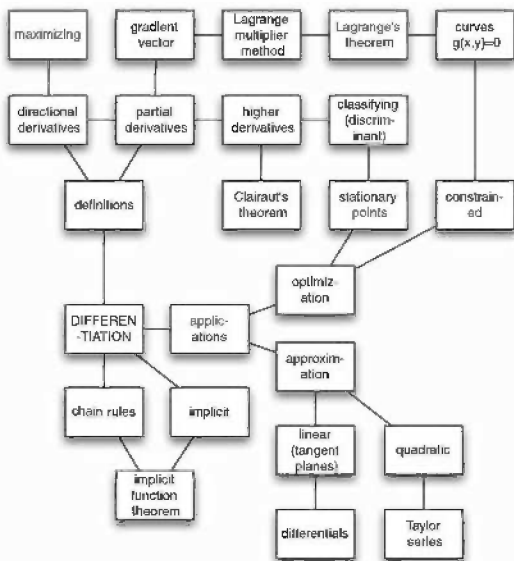 maximizing
gradient
vector
Lagrange
multiplier
method
Lagrange's
theorem
curves
g(x,y)=0
directional
derivatives
partial
derivatives
higher
derivatives
classifying
(discrim-
inant)
definitions
Clairaut's
theorem
stationary
points
constrain-
ed
optimiz-
ation
DIFFEREN
-TIATION
applic-
ations
approxim-
ation
chain rules
implicit
linear
(tangent
planes)
quadratic
implicit
function
theorem
differentials
Taylor
series